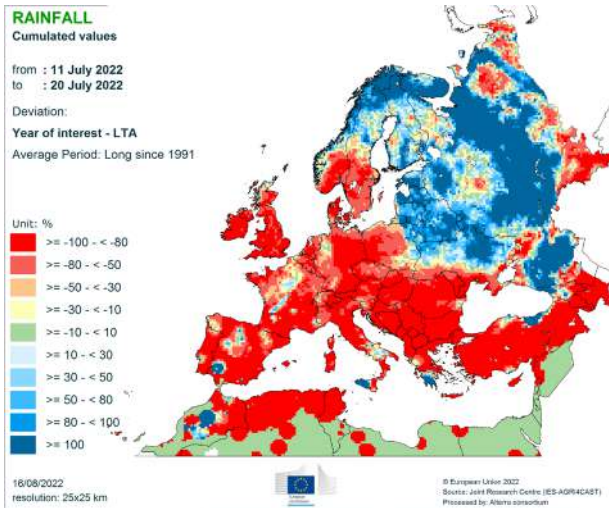 RAINFALL
Cumulated values
from : 11 July 2022
to : 20 July 2022
Deviation:
Year of interest - LTA
Average Period: Long since 1991
Unit: %
>= -100 - < -80
>= -80 - < -50
>= -50 - < -30
>= -30 - < -10
>= -10 - < 10
>= 10 - < 30
>= 30 - < 50
>= 50 - < 80
>= 80 - < 100
>= 100
16/08/2022
resolution: 25x25 km
© European Union 2022
Source: Joint Research Centre (IES-AGRI4CAST)
Processed by: Alterra consortium